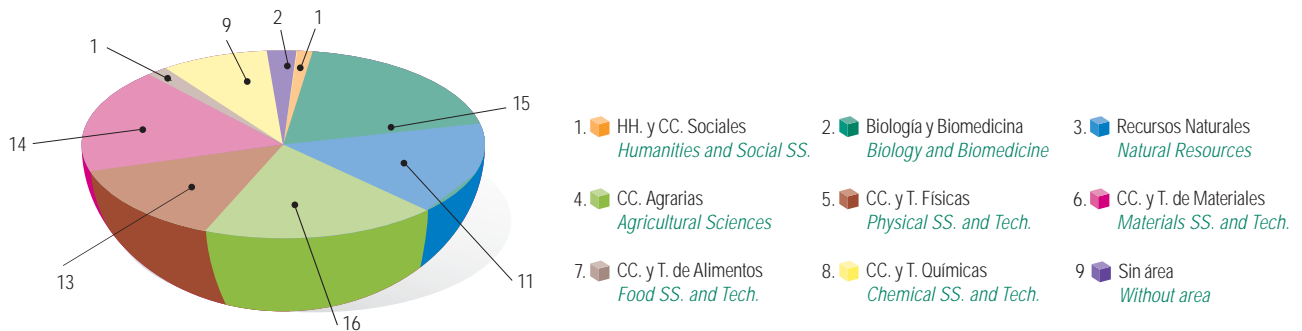 9
2
1
1
15
14
13
11
16
1. HH. y CC. Sociales
Humanities and Social SS.
2. Biología y Biomedicina
Biology and Biomedicine
3. Recursos Naturales
Natural Resources
4. CC. Agrarias
Agricultural Sciences
5. CC. y T. Físicas
Physical SS. and Tech.
6. CC. y T. de Materiales
Materials SS. and Tech.
7. CC. y T. de Alimentos
Food SS. and Tech.
8. CC. y T. Químicas
Chemical SS. and Tech.
9 Sin área
Without area